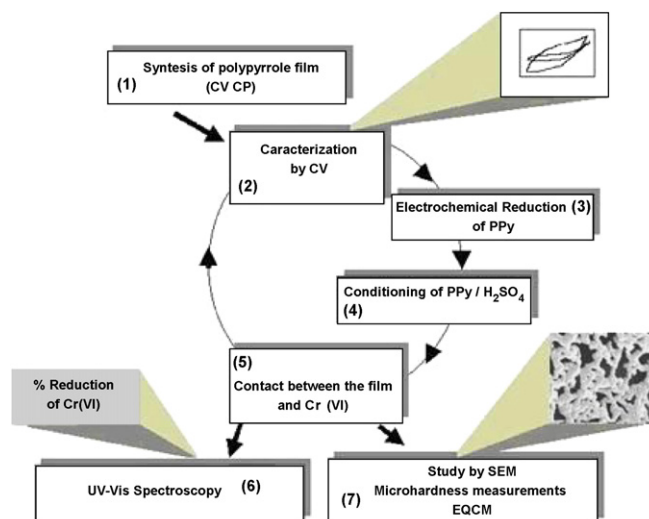 Syntesis of polypyrrole film
(1)
(CV CP)
Caracterization
by CV
(2)
Electrochemical Reduction (3)
of PPy
Conditioning of PPy / H₂SO₄
(4)
(5)
Contact between the film
and Cr (VI)
% Reduction
of Cr(VI)
UV-Vis Spectroscopy (6)
Study by SEM
(7) Microhardness measurements
EQCM